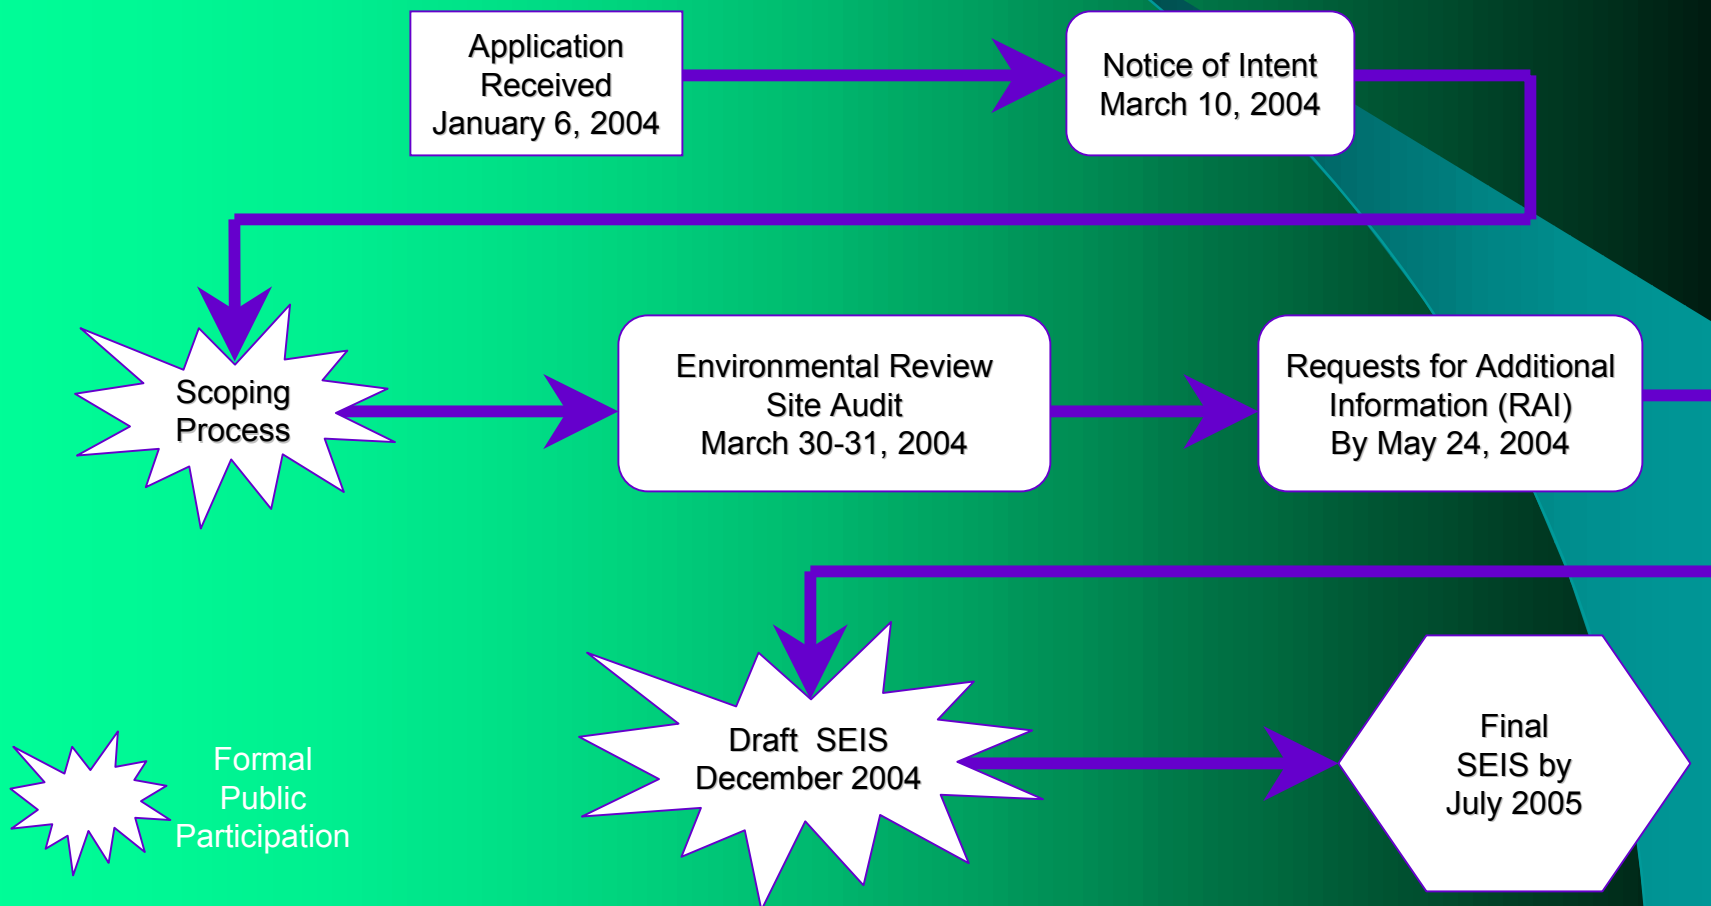 Application
Received
January 6, 2004
Notice of Intent
March 10, 2004
Scoping
Process
Environmental Review
Site Audit
March 30-31, 2004
Requests for Additional
Information (RAI)
By May 24, 2004
Draft SEIS
December 2004
Final
SEIS by
July 2005
Formal
Public
Participation